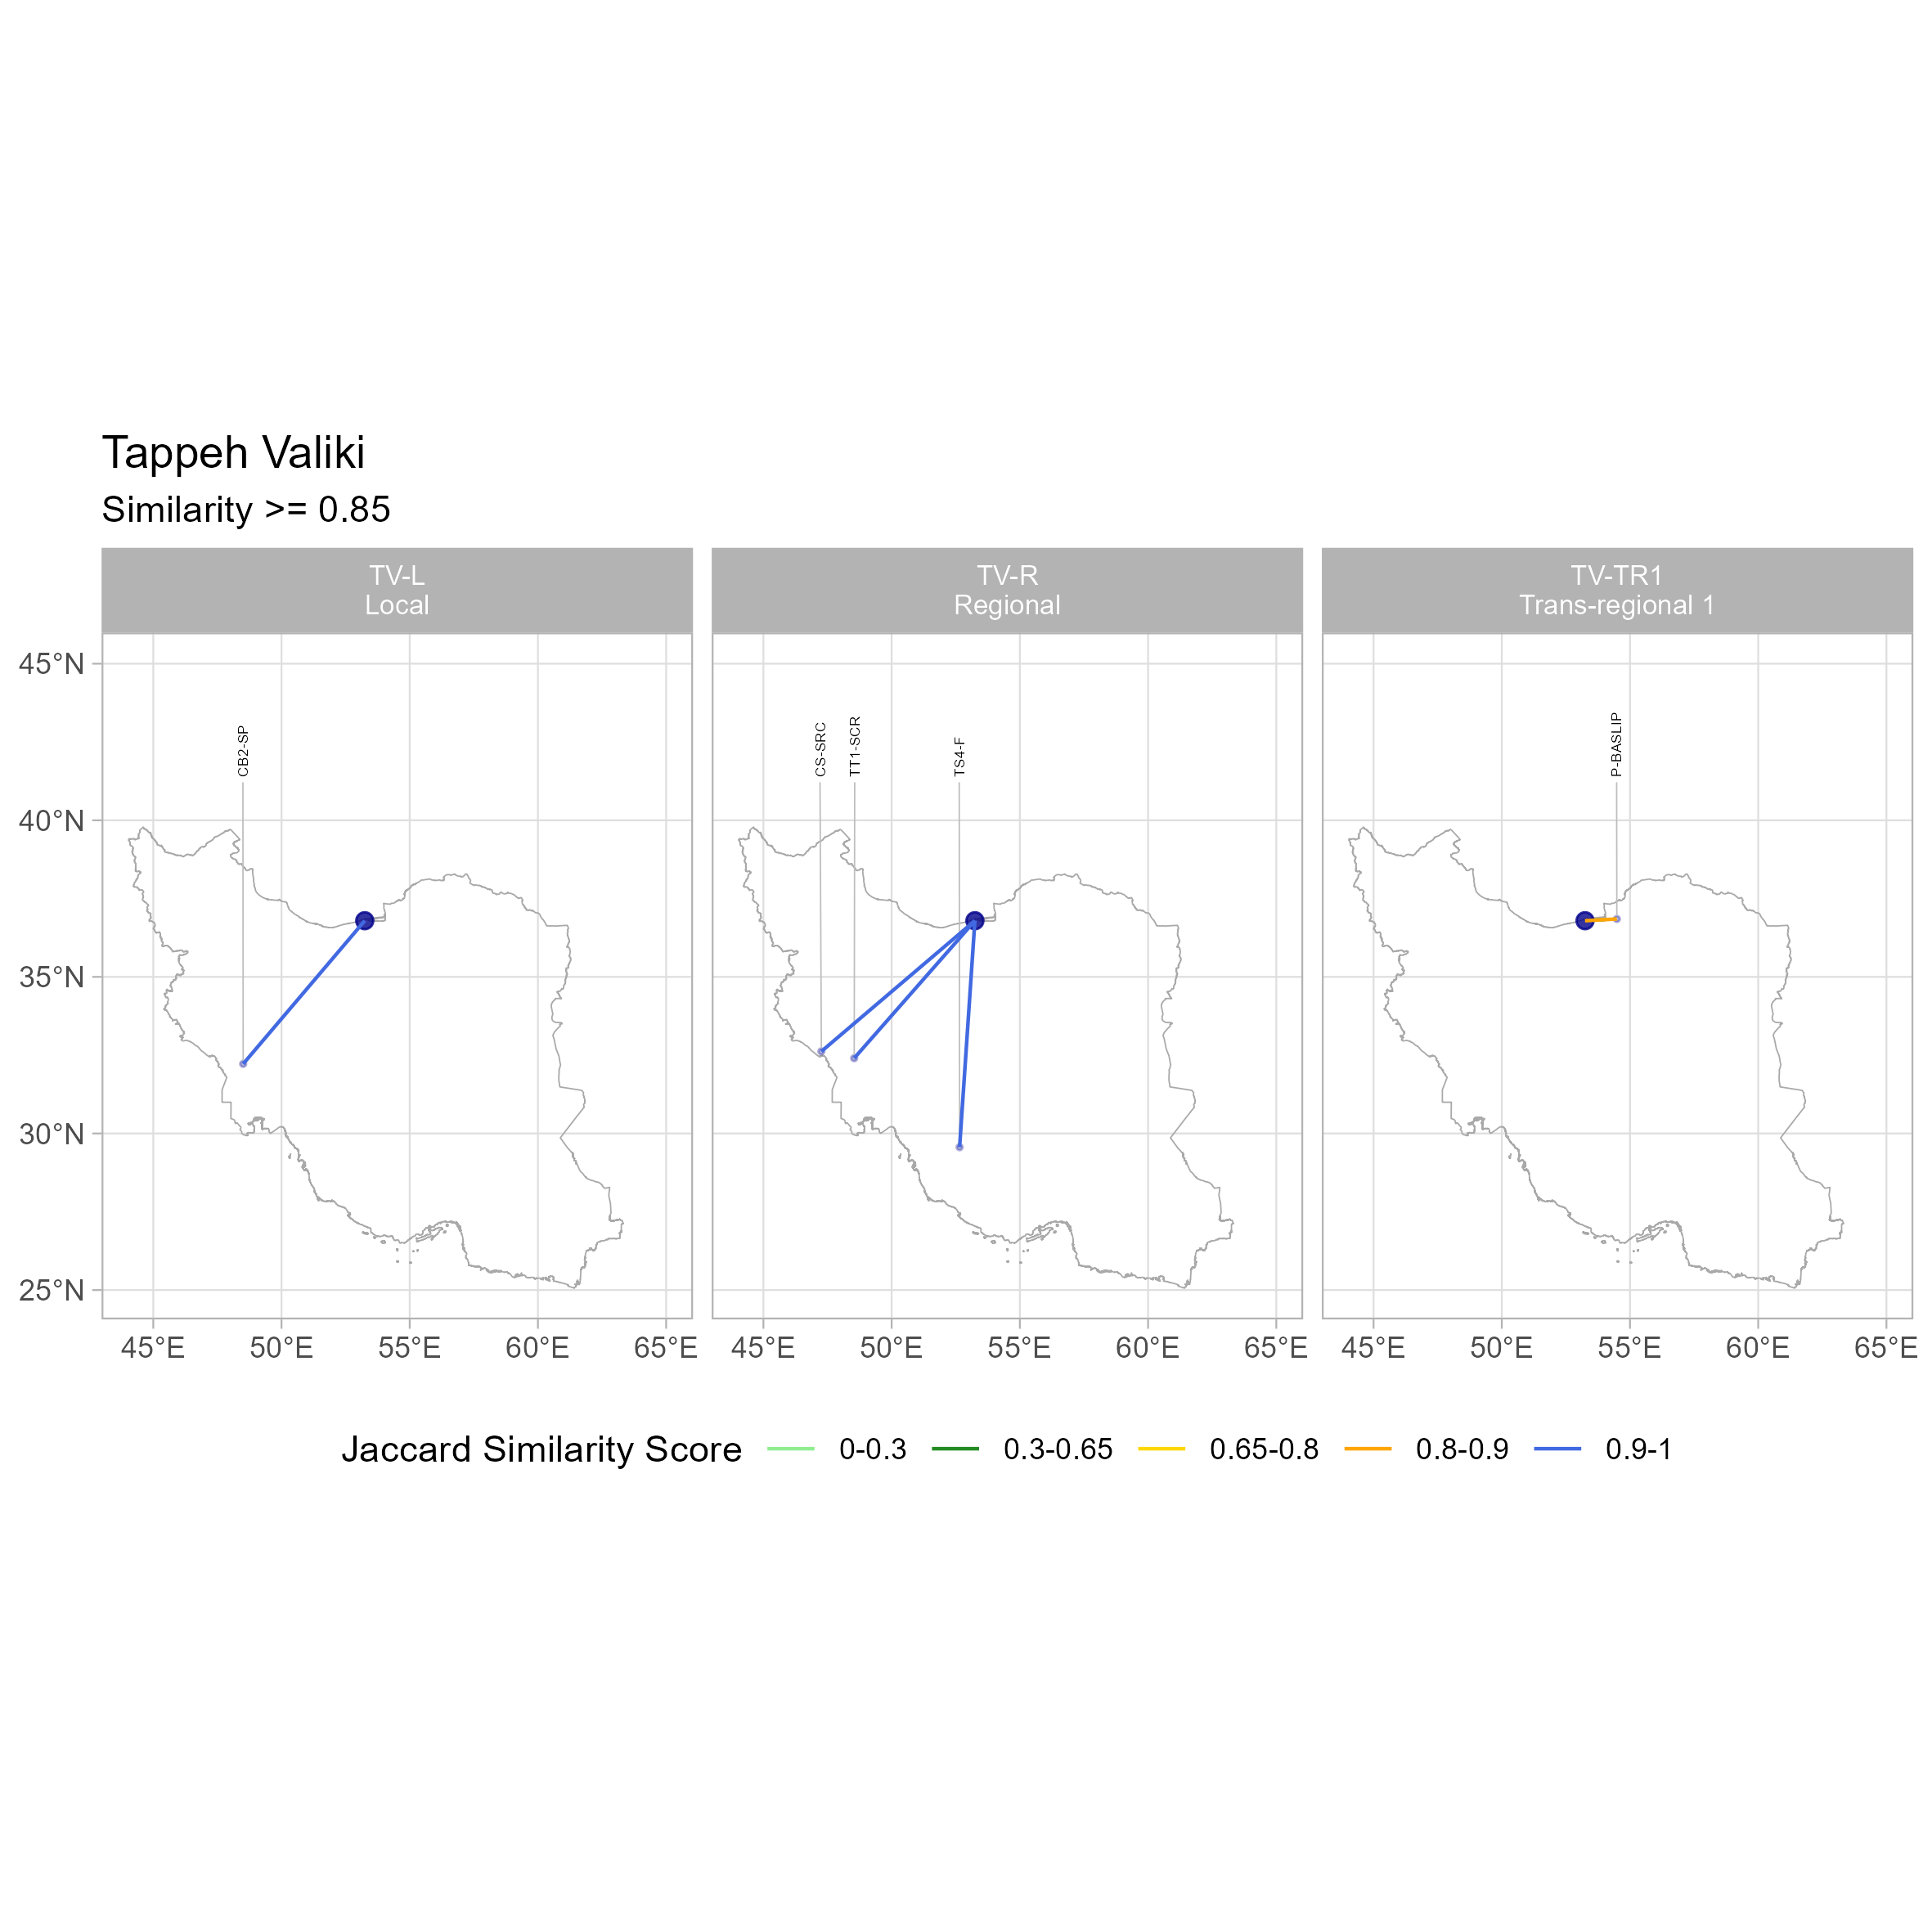 Tappeh Valiki
Similarity >= 0.85
TV-L
Local
TV-R
Regional
TV-TR1
Trans-regional 1
45°N
40°N
35°N
30°N
25°N
CB2-SP
CS-SRC
TT1-SCR
TS4-F
P-BASLIP
45°E 50°E 55°E 60°E 65°E
45°E 50°E 55°E 60°E 65°E
45°E 50°E 55°E 60°E 65°E
Jaccard Similarity Score 0-0.3 0.3-0.65 0.65-0.8 0.8-0.9 0.9-1